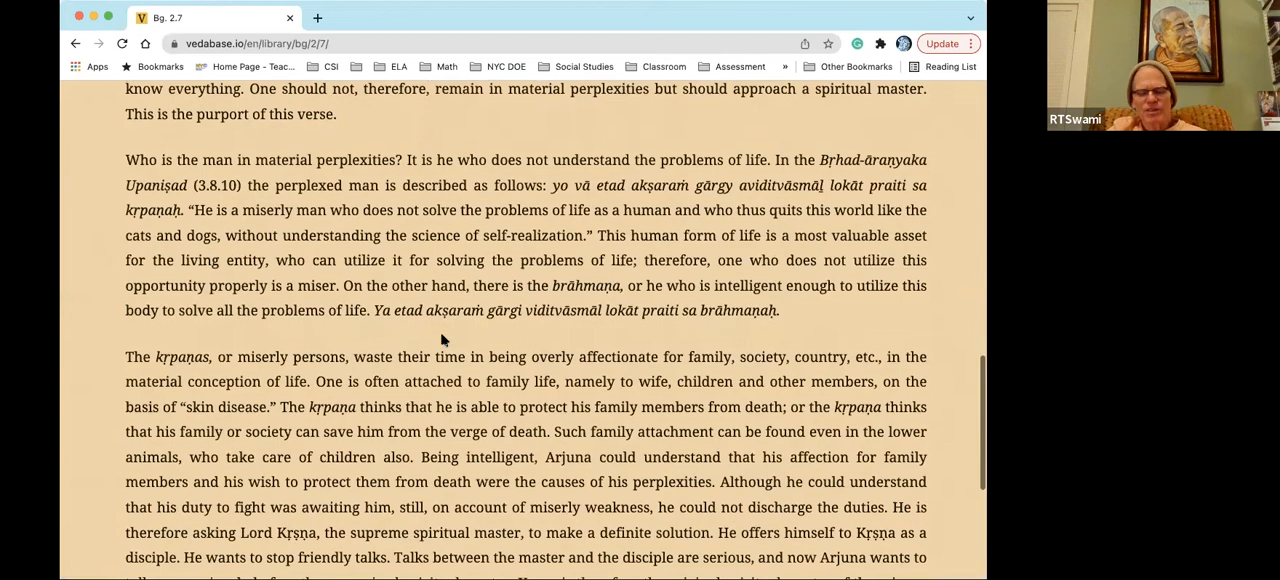 Bg. 2.7
vedabase.io/en/library/bg/2/7/
Update
Apps
Bookmarks
Home Page - Teac...
CSI
ELA
Math
NYC DOE
Social Studies
Classroom
Assessment
»
Other Bookmarks
Reading List
know everything. One should not, therefore, remain in material perplexities but should approach a spiritual master.
This is the purport of this verse.
Who is the man in material perplexities? It is he who does not understand the problems of life. In the Bṛhad-āraṇyaka
Upaniṣad (3.8.10) the perplexed man is described as follows: yo vā etad akṣaraṁ gārgy aviditvāsmāḻ lokāt praiti sa
kṛpaṇaḥ. “He is a miserly man who does not solve the problems of life as a human and who thus quits this world like the
cats and dogs, without understanding the science of self-realization.” This human form of life is a most valuable asset
for the living entity, who can utilize it for solving the problems of life; therefore, one who does not utilize this
opportunity properly is a miser. On the other hand, there is the brāhmaṇa, or he who is intelligent enough to utilize this
body to solve all the problems of life. Ya etad akṣaraṁ gārgi viditvāsmāl lokāt praiti sa brāhmaṇaḥ.
The kṛpaṇas, or miserly persons, waste their time in being overly affectionate for family, society, country, etc., in the
material conception of life. One is often attached to family life, namely to wife, children and other members, on the
basis of “skin disease.” The kṛpaṇa thinks that he is able to protect his family members from death; or the kṛpaṇa thinks
that his family or society can save him from the verge of death. Such family attachment can be found even in the lower
animals, who take care of children also. Being intelligent, Arjuna could understand that his affection for family
members and his wish to protect them from death were the causes of his perplexities. Although he could understand
that his duty to fight was awaiting him, still, on account of miserly weakness, he could not discharge the duties. He is
therefore asking Lord Kṛṣṇa, the supreme spiritual master, to make a definite solution. He offers himself to Kṛṣṇa as a
disciple. He wants to stop friendly talks. Talks between the master and the disciple are serious, and now Arjuna wants to
RTSwami